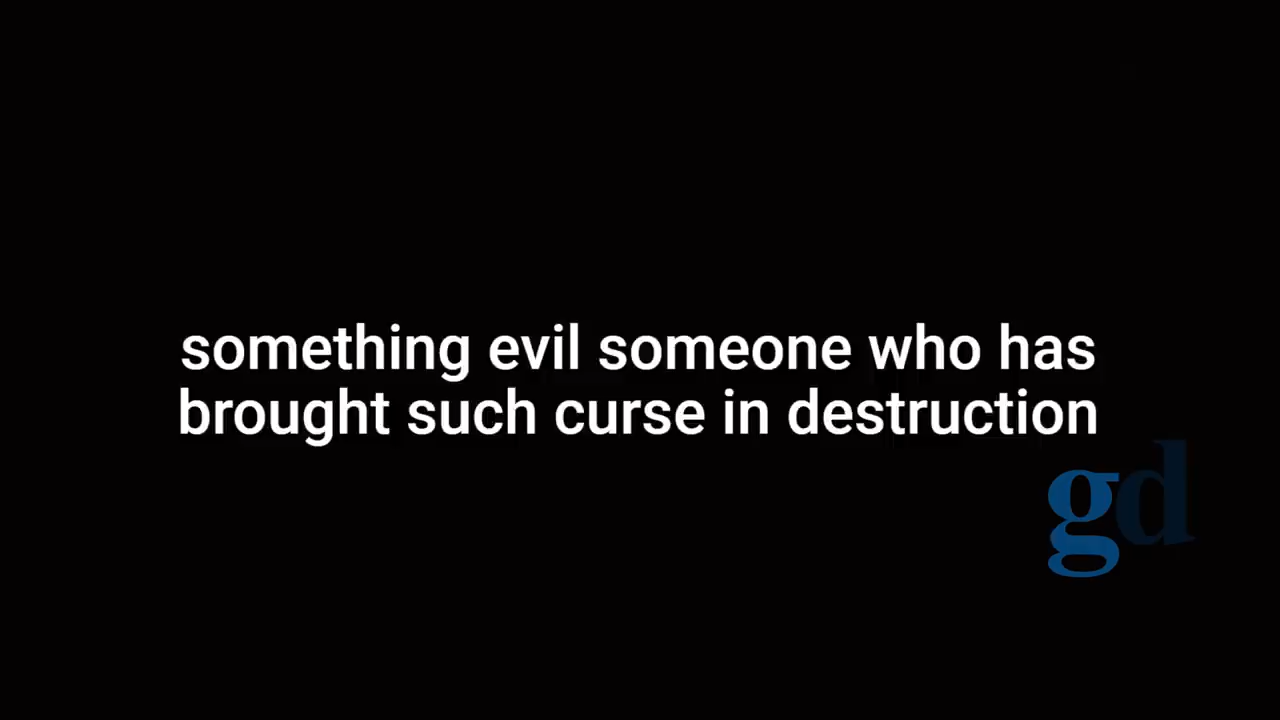 something evil someone who has
brought such curse in destruction
gd